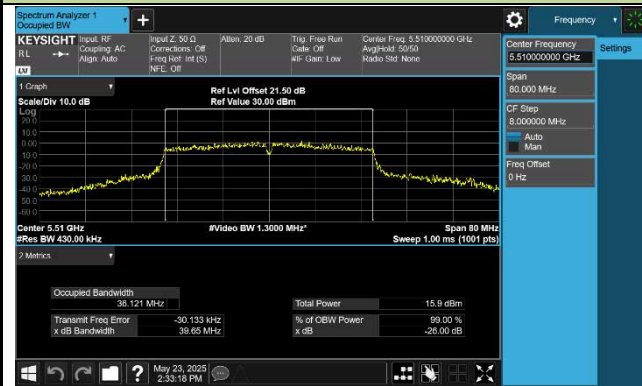 Spectrum Analyzer 1
Occupied BW
Frequency
KEYSIGHT
RL
LXI
Input: RF
Coupling: AC
Align: Auto
Input Z: 50 Ω
Corrections: Off
Freq Ref: Int (S)
NFE: Off
Atten: 20 dB
Trig: Free Run
Gate: Off
#IF Gain: Low
Center Freq: 5.510000000 GHz
Avg|Hold: 50/50
Radio Std: None
Center Frequency
5.510000000 GHz
Settings
Span
80.000 MHz
CF Step
8.000000 MHz
Auto
Man
Freq Offset
0 Hz
1 Graph
Scale/Div 10.0 dB
Ref Lvl Offset 21.50 dB
Ref Value 30.00 dBm
Log
20.0
10.0
0.00
-10.0
-20.0
-30.0
-40.0
-50.0
-60.0
Center 5.51 GHz
#Res BW 430.00 kHz
#Video BW 1.3000 MHz*
Span 80 MHz
Sweep 1.00 ms (1001 pts)
2 Metrics
Occupied Bandwidth
36.121 MHz
Total Power 15.9 dBm
Transmit Freq Error -30.133 kHz
% of OBW Power 99.00 %
x dB Bandwidth 39.65 MHz
x dB -26.00 dB
May 23, 2025
2:33:18 PM